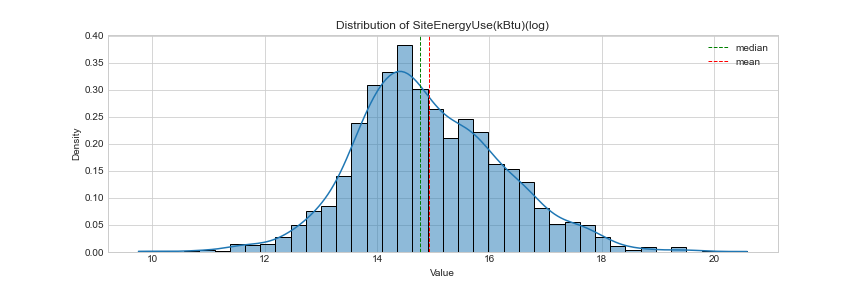 Distribution of SiteEnergyUse(kBtu)(log)
0.40
0.35
0.30
0.25
0.20
0.15
0.10
0.05
0.00
Density
median
mean
10 12 14 16 18 20
Value